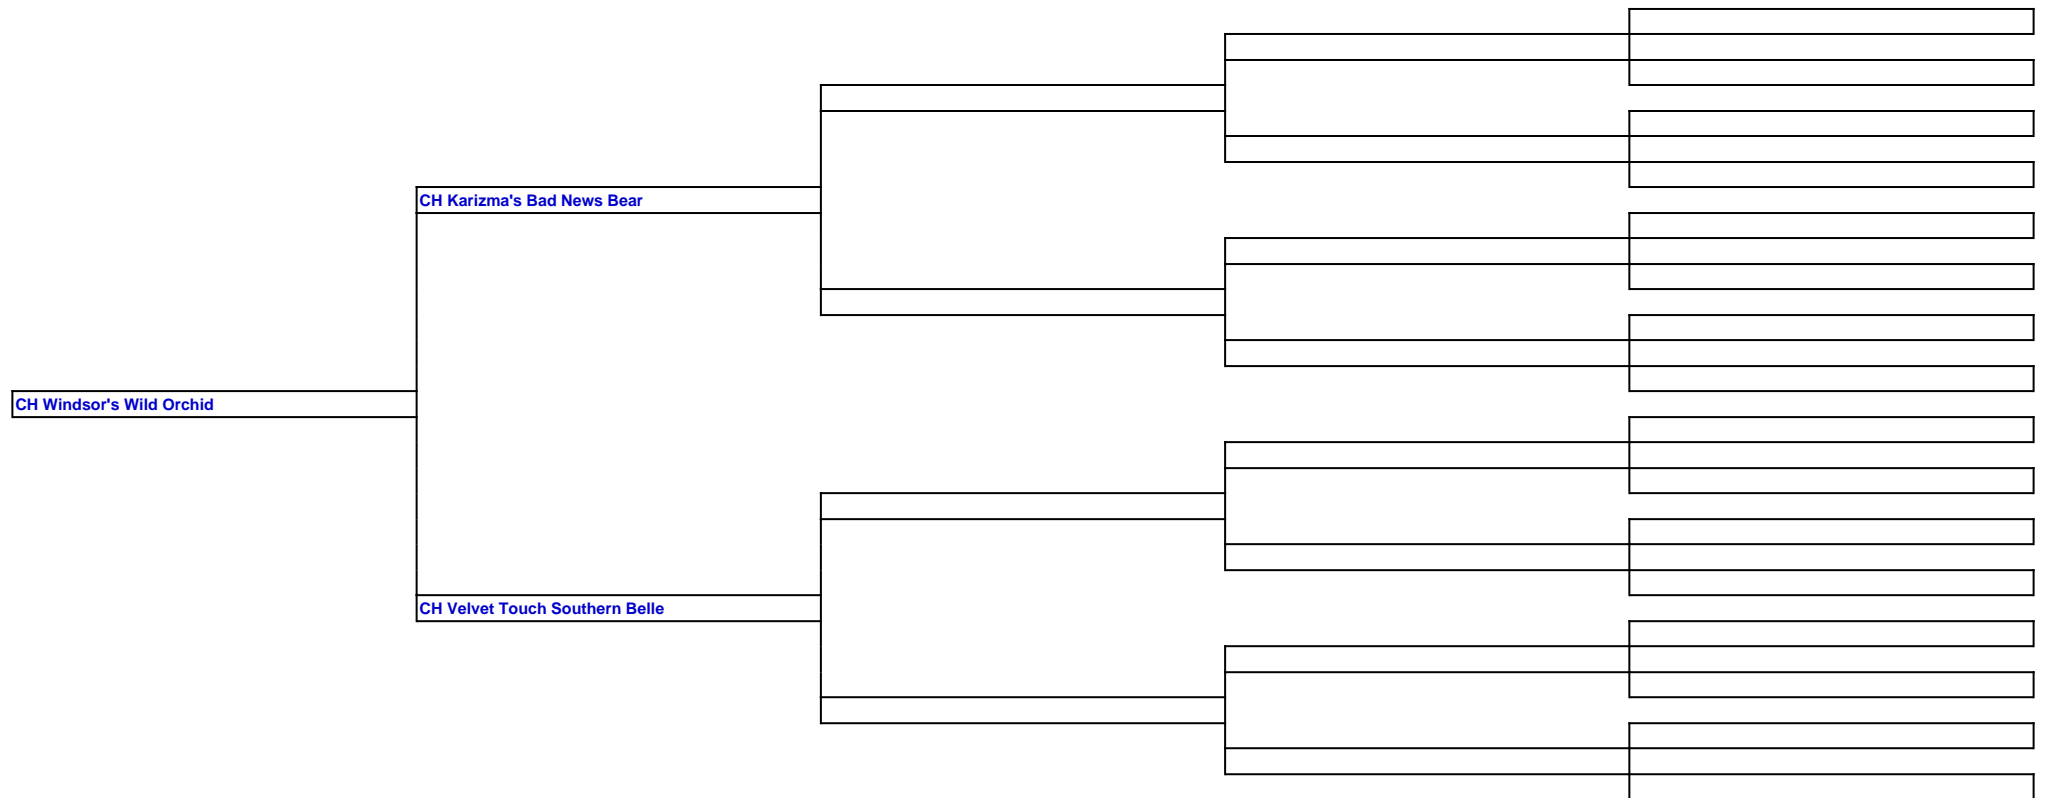 CH Karizma's Bad News Bear
CH Windsor's Wild Orchid
CH Velvet Touch Southern Belle